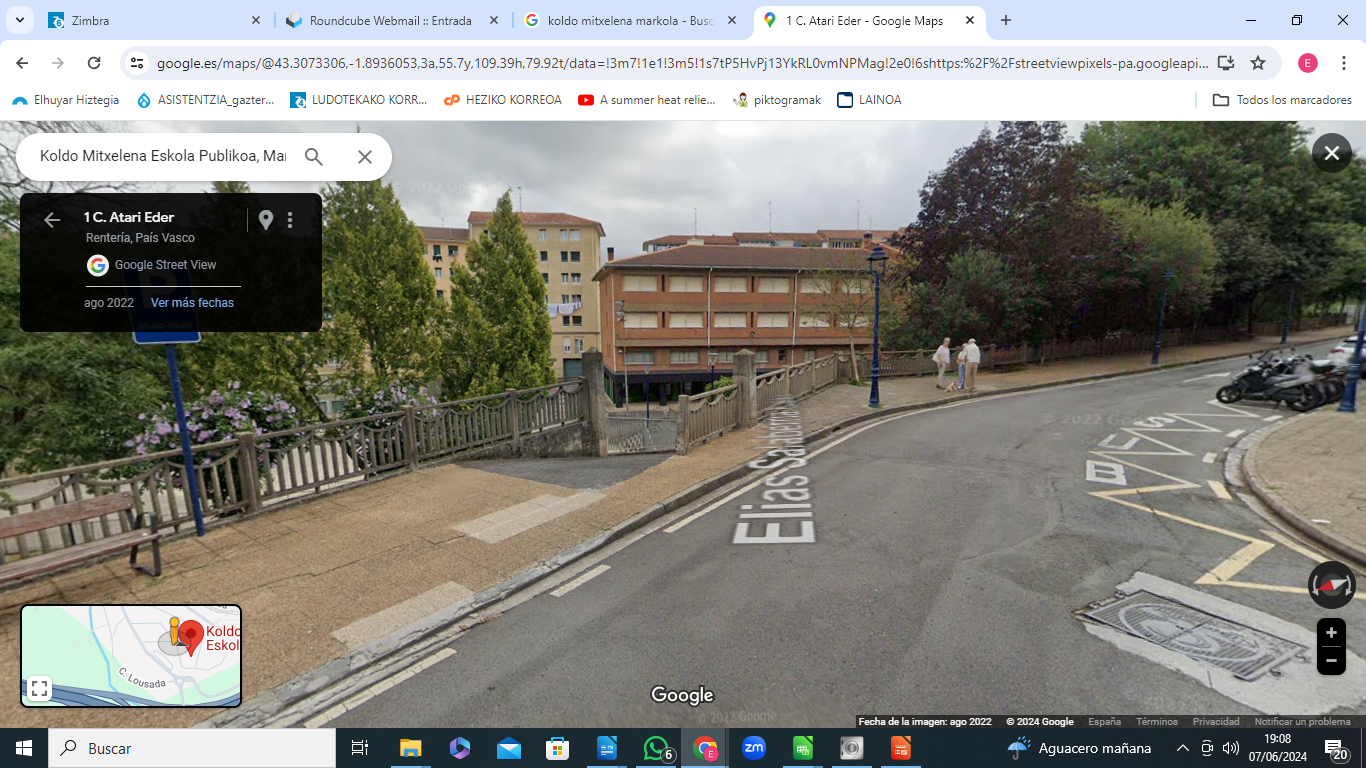 Zimbra
Roundcube Webmail :: Entrada
koldo mitxelena markola - Bus
1 C. Atari Eder - Google Maps
google.es/maps/@43.3073306,-1.8936053,3a,55.7y,109.39h,79.92t/data=!3m7!1e1!3m5!1s7tP5HvPj13YkRL0vmNPMag!2e0!6shttps:%2F%2Fstreetviewpixels-pa.googleapi...
E
Elhuyar Hiztegia
ASISTENTZIA_gazter...
LUDOTEKAKO KORR...
HEZIKO KORREOA
A summer heat relie...
piktogramak
LAINOA
Todos los marcadores
Koldo Mitxelena Eskola Publikoa, Mar
1 C. Atari Eder
Rentería, País Vasco
Google Street View
ago 2022
Ver más fechas
Elias Salaberria
BUS
Koldo
Eskol
C. Lousada
Google
© 2022 Google
Fecha de la imagen: ago 2022
© 2024 Google
España
Términos
Privacidad
Notificar un problema
Buscar
6
E
zm
Aguacero mañana
19:08
07/06/2024
20